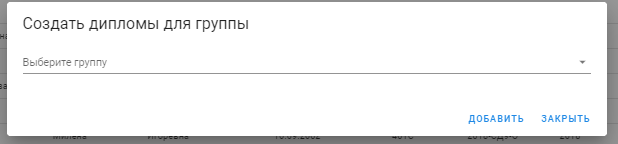 Создать дипломы для группы
Выберите группу
ДОБАВИТЬ ЗАКРЫТЬ